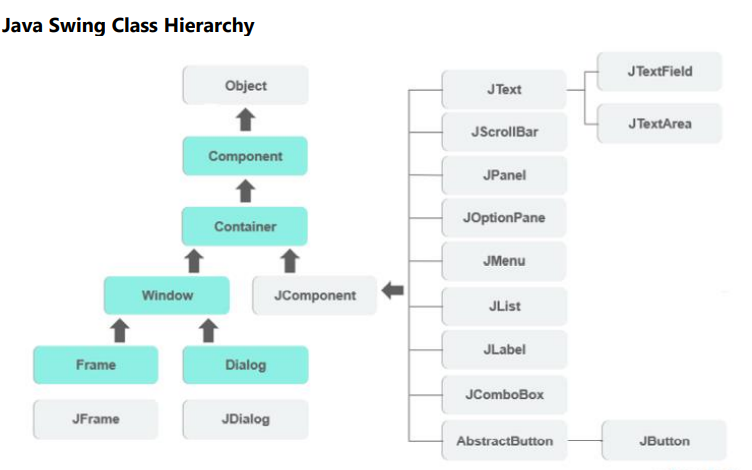 Java Swing Class Hierarchy
Object
Component
Container
Window
JComponent
Frame
Dialog
JFrame
JDialog
JText
JTextField
JTextArea
JScrollBar
JPanel
JOptionPane
JMenu
JList
JLabel
JComboBox
AbstractButton
JButton